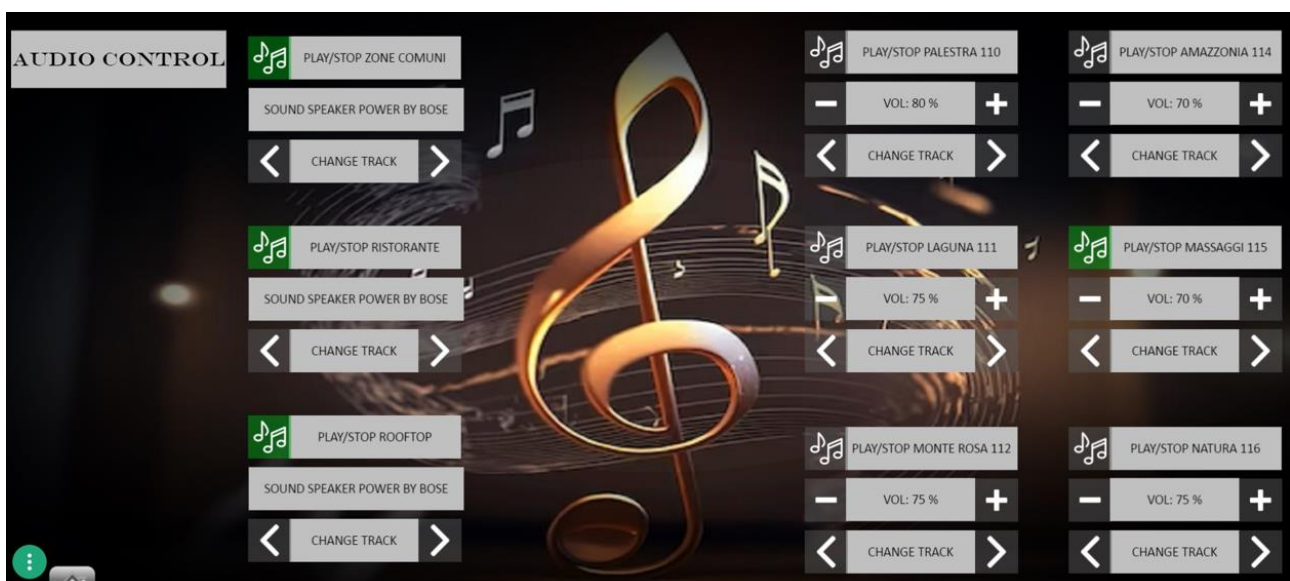 AUDIO CONTROL
PLAY/STOP ZONE COMUNI
SOUND SPEAKER POWER BY BOSE
CHANGE TRACK
PLAY/STOP RISTORANTE
SOUND SPEAKER POWER BY BOSE
CHANGE TRACK
PLAY/STOP ROOFTOP
SOUND SPEAKER POWER BY BOSE
CHANGE TRACK
PLAY/STOP PALESTRA 110
VOL: 80 %
CHANGE TRACK
PLAY/STOP LAGUNA 111
VOL: 75 %
CHANGE TRACK
PLAY/STOP MONTE ROSA 112
VOL: 75 %
CHANGE TRACK
PLAY/STOP AMAZZONIA 114
VOL: 70 %
CHANGE TRACK
PLAY/STOP MASSAGGI 115
VOL: 70 %
CHANGE TRACK
PLAY/STOP NATURA 116
VOL: 75 %
CHANGE TRACK